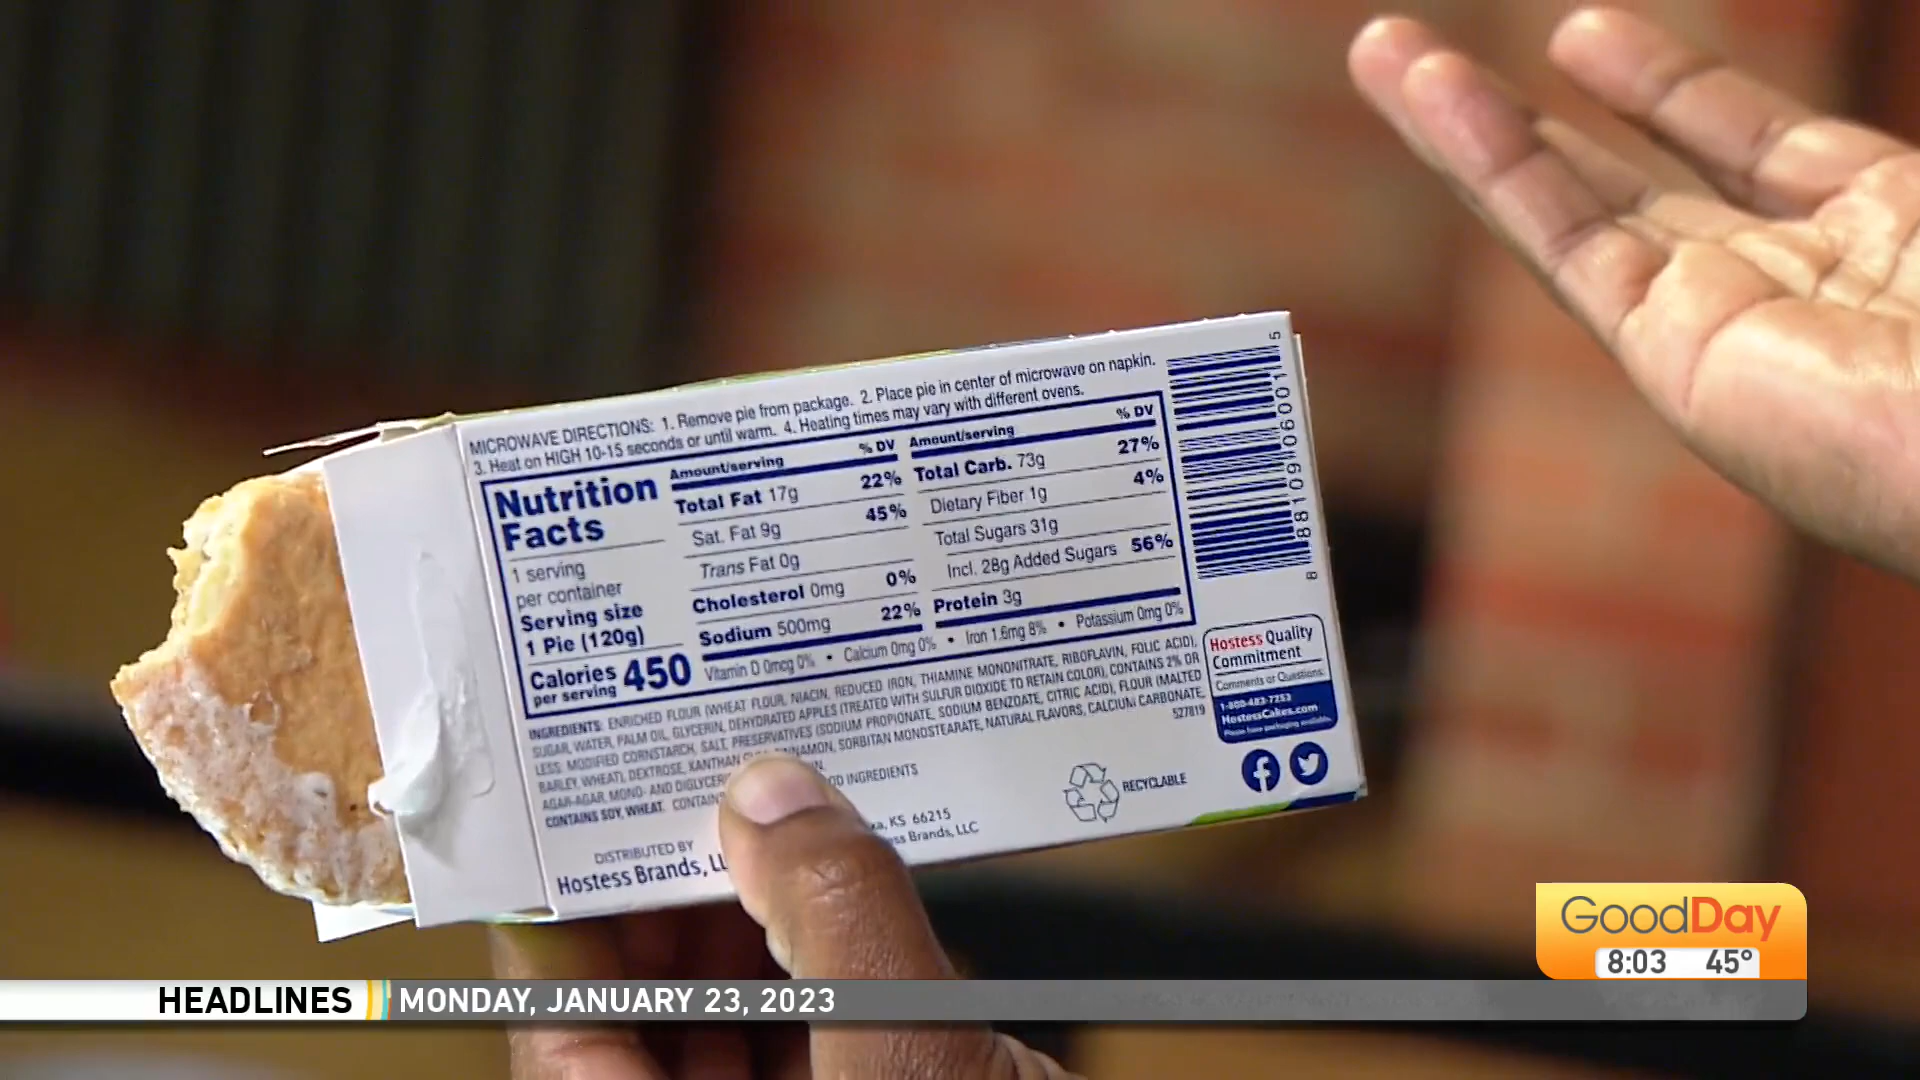 MICROWAVE DIRECTIONS: 1. Remove pie from package. 2. Place pie in center of microwave on napkin.
3. Heat on HIGH 10-15 seconds or until warm. 4. Heating times may vary with different ovens.
Nutrition
Facts
1 serving
per container
Serving size
1 Pie (120g)
Calories 450
per serving
Amount/serving % DV
Total Fat 17g 22%
Sat. Fat 9g 45%
Trans Fat 0g
Cholesterol 0mg 0%
Sodium 500mg 22%
Amount/serving % DV
Total Carb. 73g 27%
Dietary Fiber 1g 4%
Total Sugars 31g
Incl. 28g Added Sugars 56%
Protein 3g
Vitamin D 0mcg 0% • Calcium 0mg 0% • Iron 1.6mg 8% • Potassium 0mg 0%
INGREDIENTS: ENRICHED FLOUR (WHEAT FLOUR, NIACIN, REDUCED IRON, THIAMINE MONONITRATE, RIBOFLAVIN, FOLIC ACID),
SUGAR, WATER, PALM OIL, GLYCERIN, DEHYDRATED APPLES (TREATED WITH SULFUR DIOXIDE TO RETAIN COLOR), CONTAINS 2% OR
LESS: MODIFIED CORNSTARCH, SALT, PRESERVATIVES (SODIUM PROPIONATE, SODIUM BENZOATE, CITRIC ACID), FLOUR (MALTED
BARLEY, WHEAT), DEXTROSE, XANTHAN SORBITAN MONOSTEARATE, NATURAL FLAVORS, CALCIUM CARBONATE,
AGAR-AGAR, MONO- AND 527819
CONTAINS SOY, WHEAT. INGREDIENTS
DISTRIBUTED BY
Hostess Brands,
KS 66215
Brands, LLC
RECYCLABLE
8 88109 06001 5
Hostess Quality
Commitment
Comments or Questions:
1-800-483-7253
HostessCakes.com
Please have packaging available.
GoodDay
8:03 45°
HEADLINES MONDAY, JANUARY 23, 2023